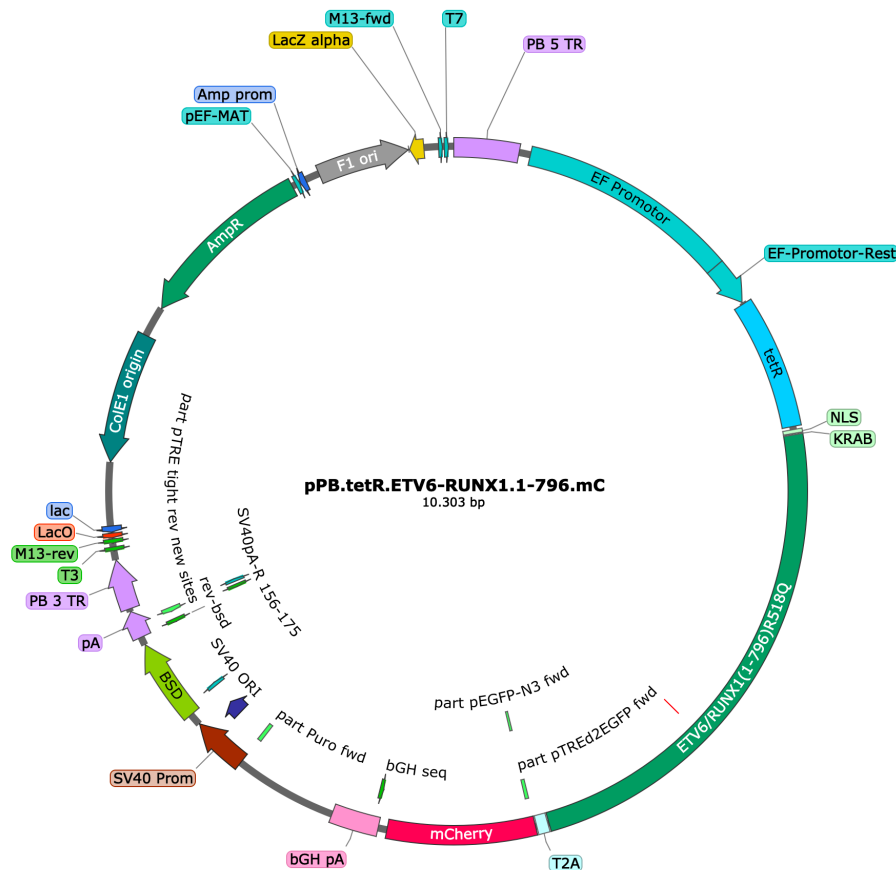 M13-fwd
T7
LacZ alpha
PB 5 TR
Amp prom
pEF-MAT
F1 ori
EF Promotor
AmpR
EF-Promotor-Rest
tetR
ColE1 origin
NLS
KRAB
part pTRE tight rev new sites
pPB.tetR.ETV6-RUNX1.1-796.mC
10.303 bp
lac
LacO
M13-rev
T3
SV40pA-R 156-175
rev-bsd
PB 3 TR
pA
BSD
SV40 ORI
ETV6/RUNX1(1-796)R518Q
part pEGFP-N3 fwd
part pTREd2EGFP fwd
part Puro fwd
bGH seq
SV40 Prom
mCherry
T2A
bGH pA